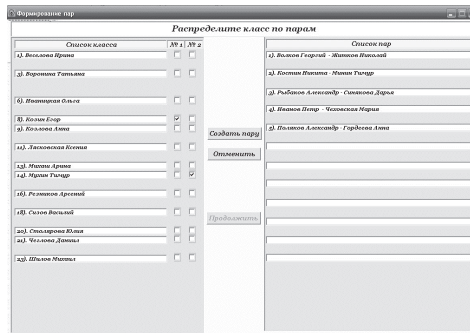 Формирование пар
Распределите класс по парам
Список класса № 1 № 2
1). Веселова Ирина
3). Воронина Татьяна
6). Иваницкая Ольга
8). Козин Егор
9). Козлова Анна
11). Лясковская Ксения
13). Михаш Арина
14). Мухин Тимур
16). Резников Арсений
18). Сизов Василий
20). Столярова Юлия
21). Чеглова Даниил
23). Шилов Михаил
Создать пару
Отменить
Продолжить
Список пар
1). Волков Георгий - Жинков Николай
2). Костин Никита - Минин Тимур
3). Рыбаков Александр - Синякова Дарья
4). Иванов Петр - Чеховская Мария
5). Поляков Александр - Гордеева Анна